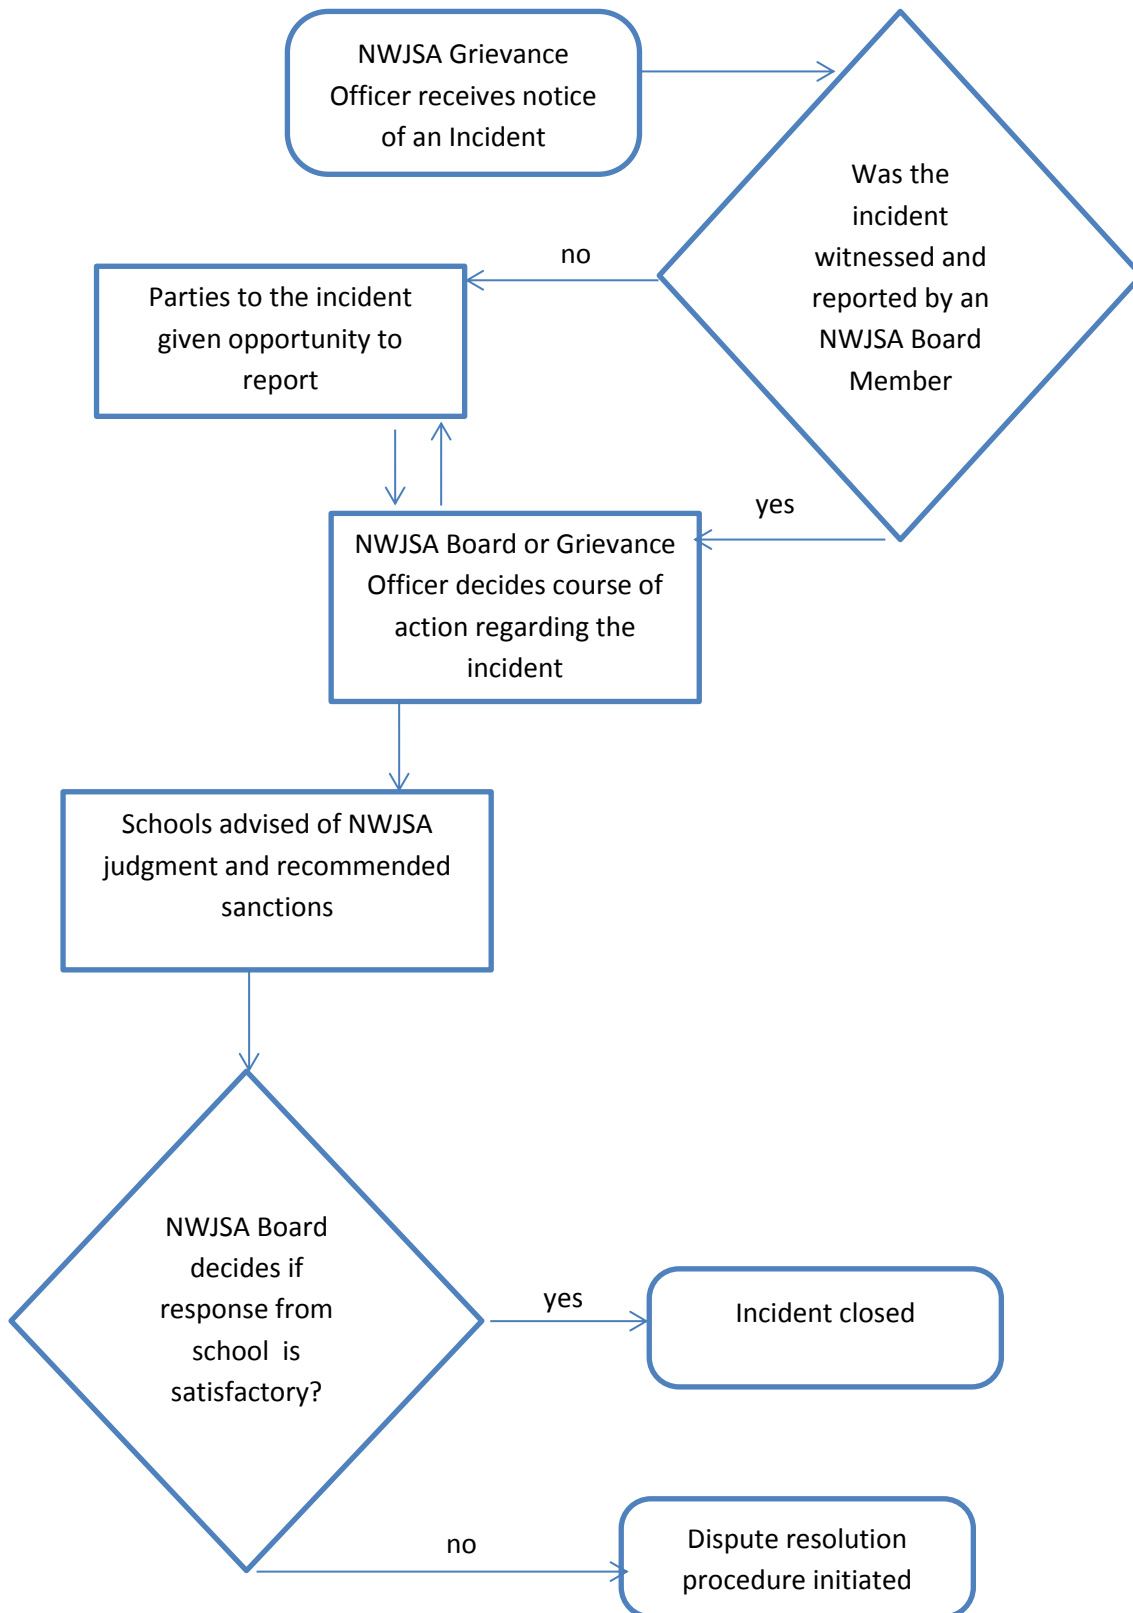 NWJSA Grievance
Officer receives notice
of an Incident
Was the
incident
witnessed and
reported by an
NWJSA Board
Member
no
Parties to the incident
given opportunity to
report
yes
NWJSA Board or Grievance
Officer decides course of
action regarding the
incident
Schools advised of NWJSA
judgment and recommended
sanctions
NWJSA Board
decides if
response from
school is
satisfactory?
yes
Incident closed
no
Dispute resolution
procedure initiated